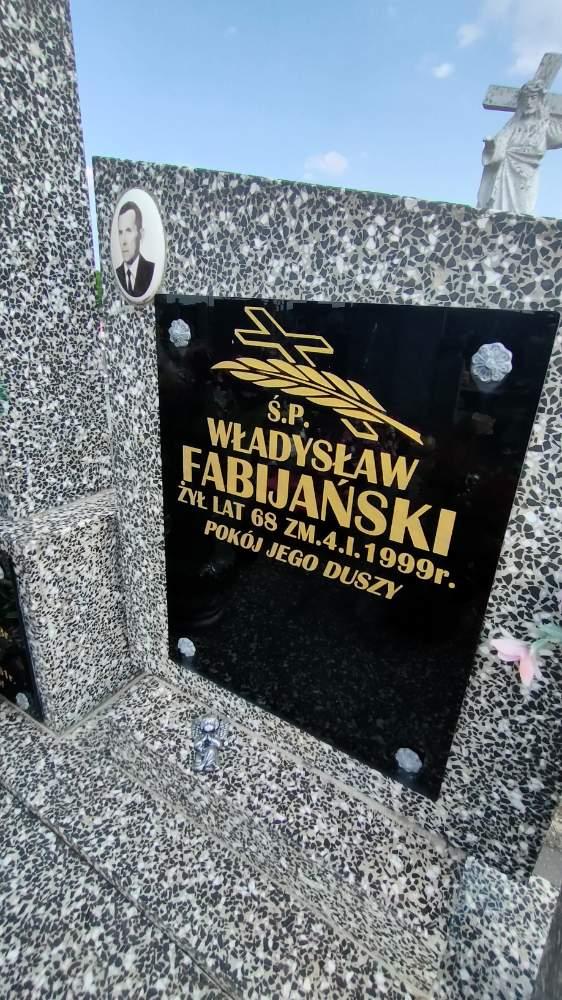 Ś.P.
WŁADYSŁAW
FABIJAŃSKI
ŻYŁ LAT 68 ZM.4.I.1999r.
POKÓJ JEGO DUSZY